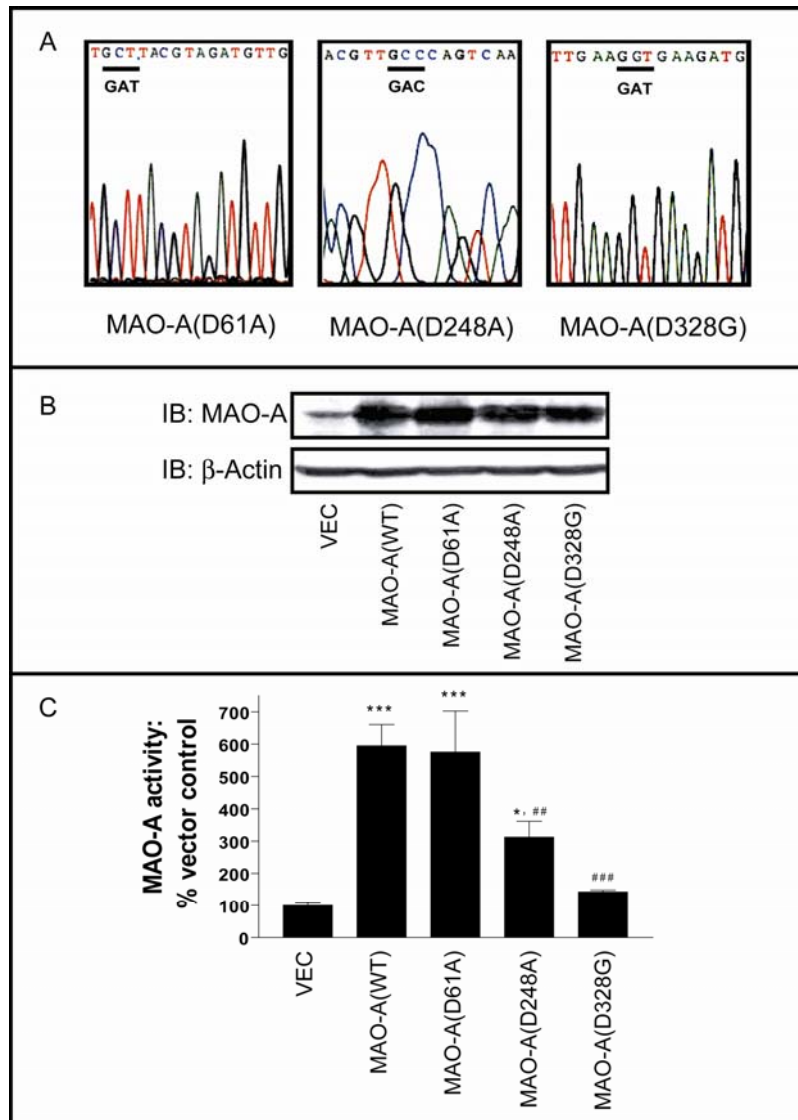 A
TGCTTACGTAGATGTTG
GAT
MAO-A(D61A)
ACGTTGCCCAGTCAA
GAC
MAO-A(D248A)
TTGAAGGTGAAGATG
GAT
MAO-A(D328G)
B
IB: MAO-A
IB: β-Actin
VEC
MAO-A(WT)
MAO-A(D61A)
MAO-A(D248A)
MAO-A(D328G)
C
MAO-A activity:
% vector control
700
600
500
400
300
200
100
0
***
***
*, ##
###
VEC
MAO-A(WT)
MAO-A(D61A)
MAO-A(D248A)
MAO-A(D328G)